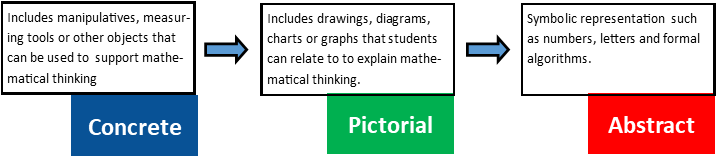 Includes manipulatives, measur-
ing tools or other objects that
can be used to support mathe-
matical thinking
Concrete
Includes drawings, diagrams,
charts or graphs that students
can relate to to explain mathe-
matical thinking.
Pictorial
Symbolic representation such
as numbers, letters and formal
algorithms.
Abstract